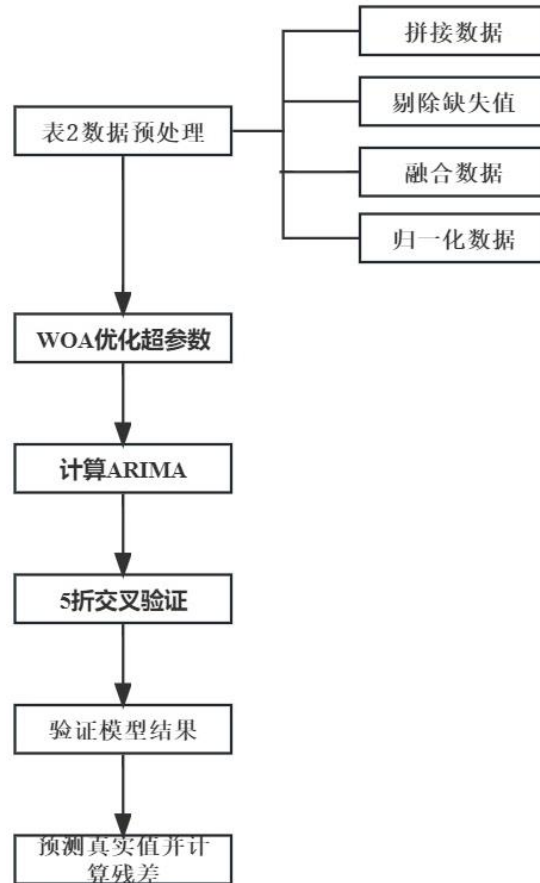 拼接数据
剔除缺失值
表2数据预处理
融合数据
归一化数据
WOA优化超参数
计算ARIMA
5折交叉验证
验证模型结果
预测真实值并计
算残差